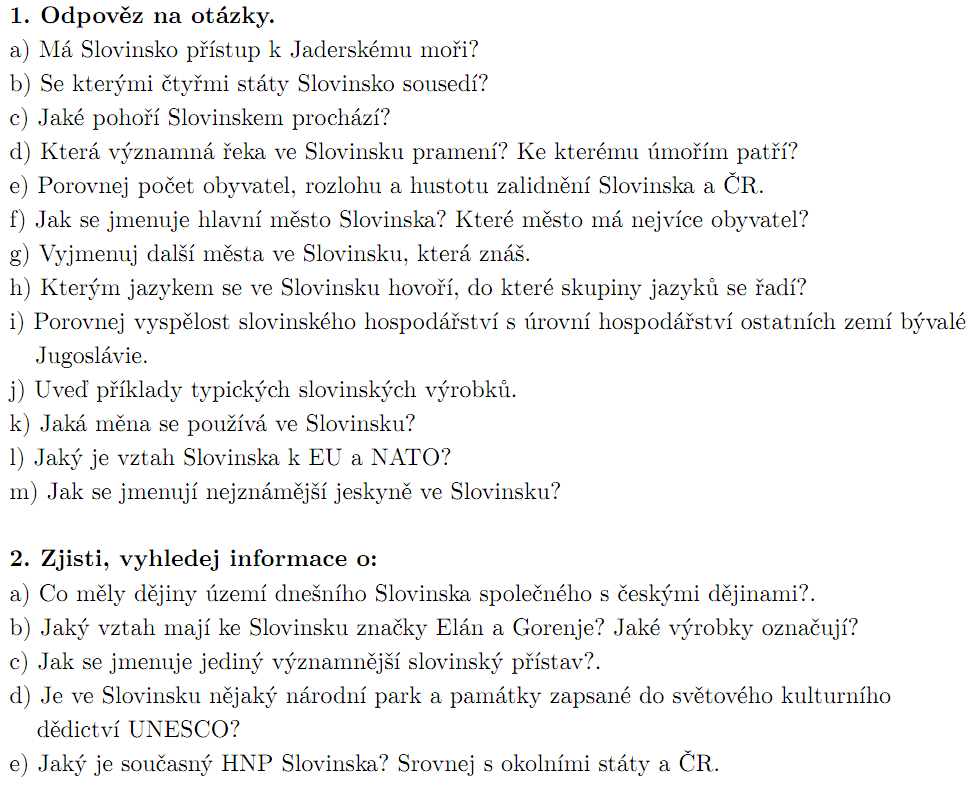 1. Odpověz na otázky.
a) Má Slovinsko přístup k Jaderskému moři?
b) Se kterými čtyřmi státy Slovinsko sousedí?
c) Jaké pohoří Slovinskem prochází?
d) Která významná řeka ve Slovinsku pramení? Ke kterému úmořím patří?
e) Porovnej počet obyvatel, rozlohu a hustotu zalidnění Slovinska a ČR.
f) Jak se jmenuje hlavní město Slovinska? Které město má nejvíce obyvatel?
g) Vyjmenuj další města ve Slovinsku, která znáš.
h) Kterým jazykem se ve Slovinsku hovoří, do které skupiny jazyků se řadí?
i) Porovnej vyspělost slovinského hospodářství s úrovní hospodářství ostatních zemí bývalé
Jugoslávie.
j) Uveď příklady typických slovinských výrobků.
k) Jaká měna se používá ve Slovinsku?
l) Jaký je vztah Slovinska k EU a NATO?
m) Jak se jmenují nejznámější jeskyně ve Slovinsku?
2. Zjisti, vyhledej informace o:
a) Co měly dějiny území dnešního Slovinska společného s českými dějinami?.
b) Jaký vztah mají ke Slovinsku značky Elán a Gorenje? Jaké výrobky označují?
c) Jak se jmenuje jediný významnější slovinský přístav?.
d) Je ve Slovinsku nějaký národní park a památky zapsané do světového kulturního
dědictví UNESCO?
e) Jaký je současný HNP Slovinska? Srovnej s okolními státy a ČR.